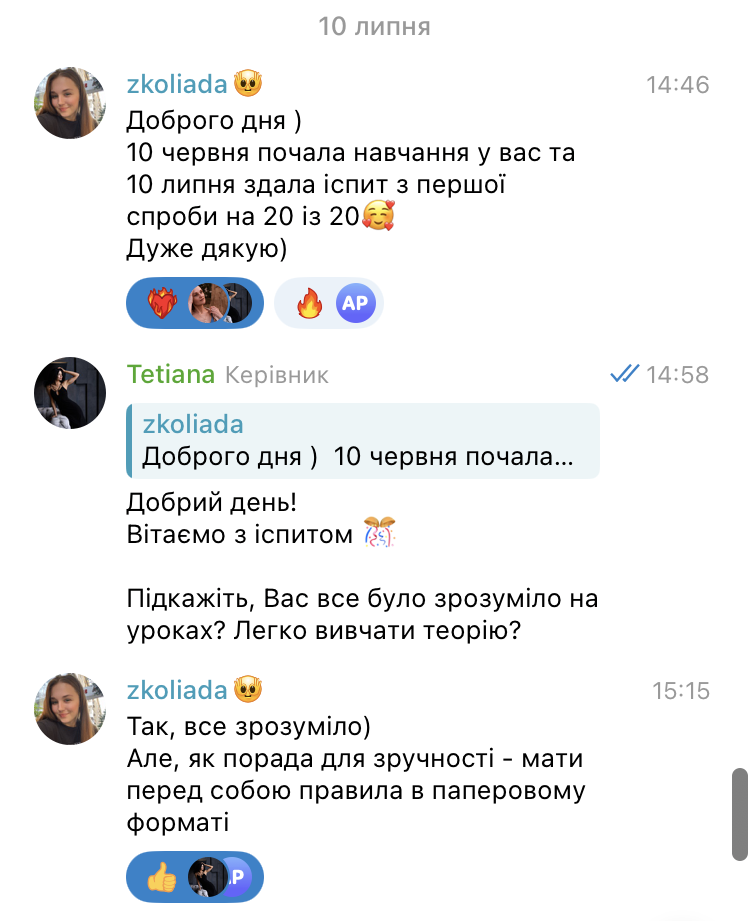 10 липня
zkoliada 14:46
Доброго дня )
10 червня почала навчання у вас та
10 липня здала іспит з першої
спроби на 20 із 20🥰
Дуже дякую)
AP
Tetiana Керівник 14:58
zkoliada
Доброго дня ) 10 червня почала...
Добрий день!
Вітаємо з іспитом 🎊
Підкажіть, Вас все було зрозуміло на
уроках? Легко вивчати теорію?
zkoliada 15:15
Так, все зрозуміло)
Але, як порада для зручності - мати
перед собою правила в паперовому
форматі
P